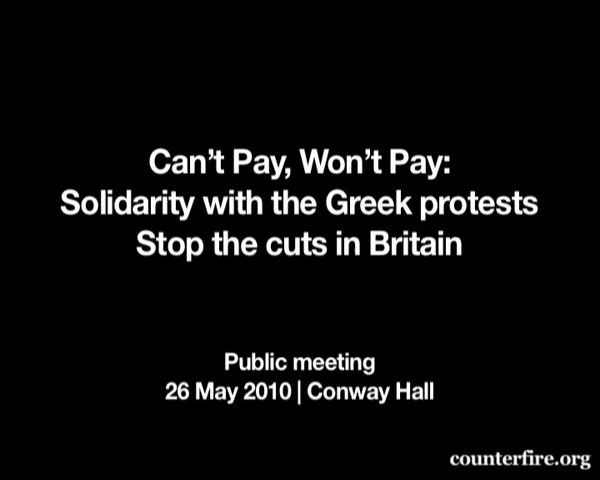 Can’t Pay, Won’t Pay:
Solidarity with the Greek protests
Stop the cuts in Britain
Public meeting
26 May 2010 | Conway Hall
counterfire.org